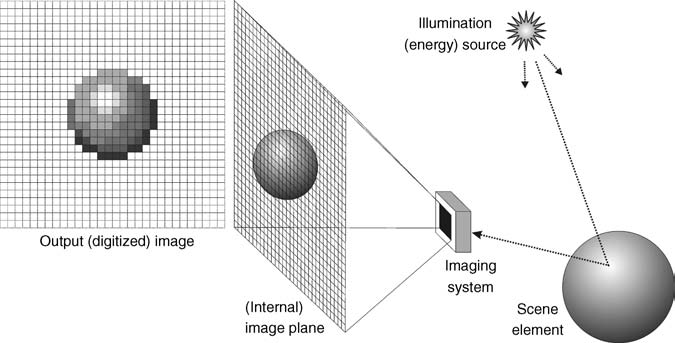 Illumination
(energy) source
Output (digitized) image
(Internal)
image plane
Imaging
system
Scene
element